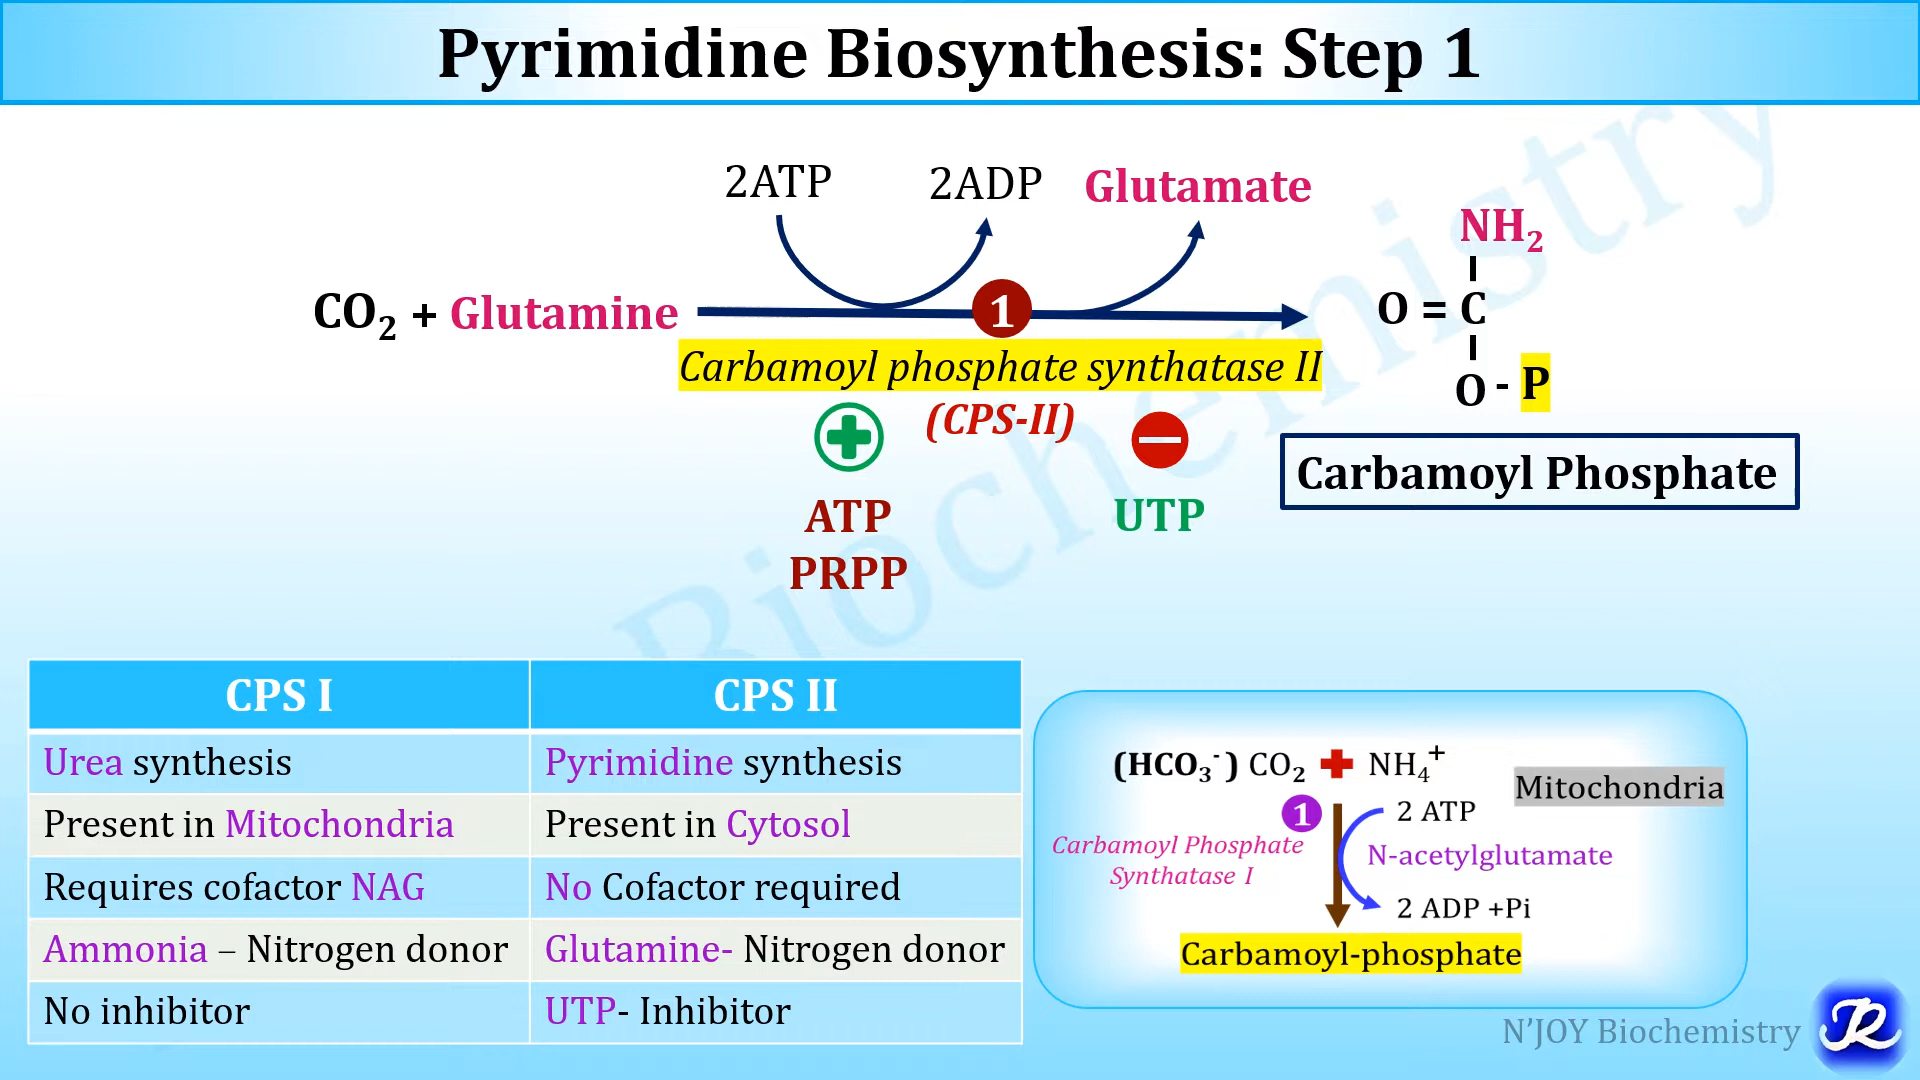 Pyrimidine Biosynthesis: Step 1
2ATP 2ADP Glutamate
NH₂
CO₂ + Glutamine
1
O = C
Carbamoyl phosphate synthatase II
O - P
(CPS-II)
Carbamoyl Phosphate
ATP UTP
PRPP
Biochemistry
CPS I CPS II
Urea synthesis Pyrimidine synthesis
Present in Mitochondria Present in Cytosol
Requires cofactor NAG No Cofactor required
Ammonia – Nitrogen donor Glutamine- Nitrogen donor
No inhibitor UTP- Inhibitor
(HCO₃⁻) CO₂ + NH₄⁺
Mitochondria
1 2 ATP
Carbamoyl Phosphate
Synthatase I
N-acetylglutamate
2 ADP +Pi
Carbamoyl-phosphate
N'JOY Biochemistry